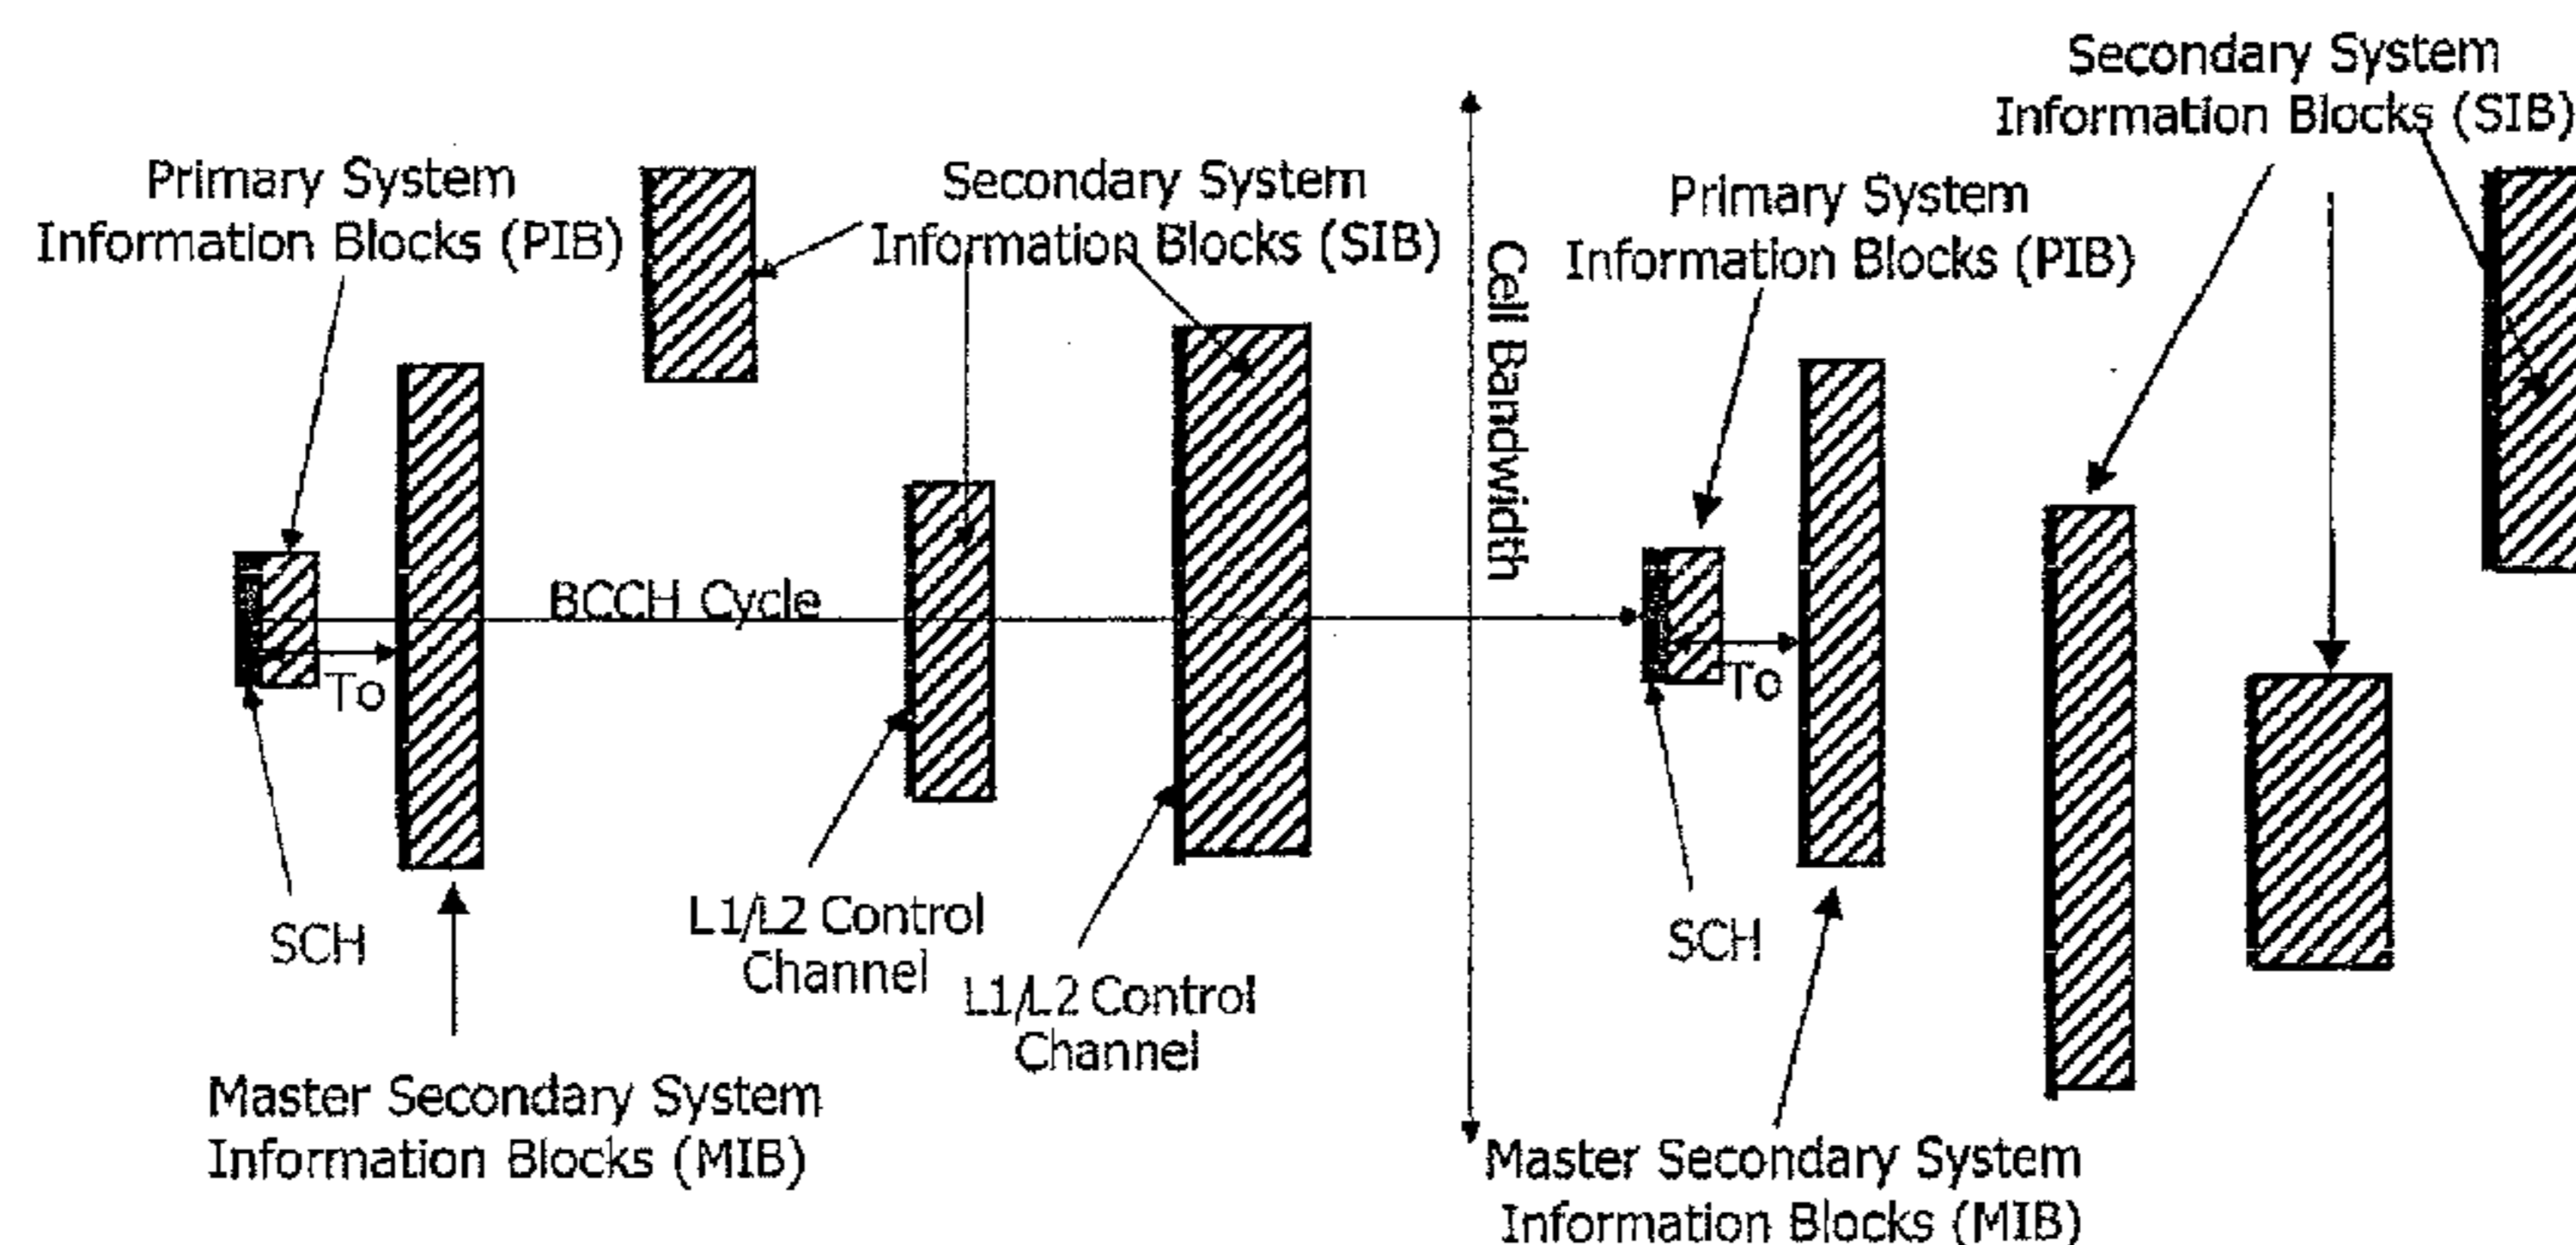 Secondary System
Information Blocks (SIB)
Primary System
Information Blocks (PIB)
Secondary System
Information Blocks (SIB)
Primary System
Information Blocks (PIB)
Cell Bandwidth
BCCH Cycle
To
To
SCH
L1/L2 Control
Channel
L1/L2 Control
Channel
SCH
Master Secondary System
Information Blocks (MIB)
Master Secondary System
Information Blocks (MIB)